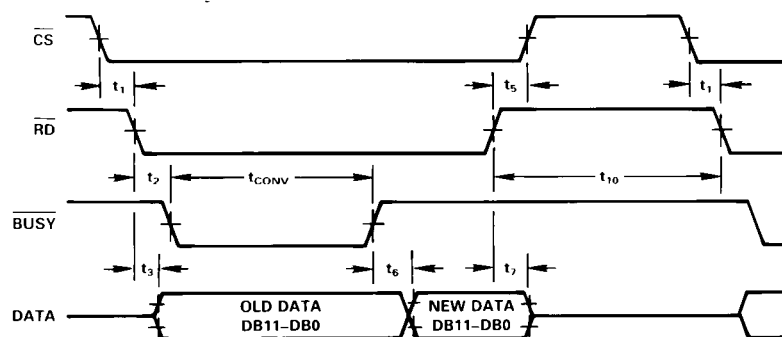 CS
t1
t5
t1
RD
t2
tCONV
t10
BUSY
t3
t6
t7
DATA
OLD DATA
DB11–DB0
NEW DATA
DB11–DB0